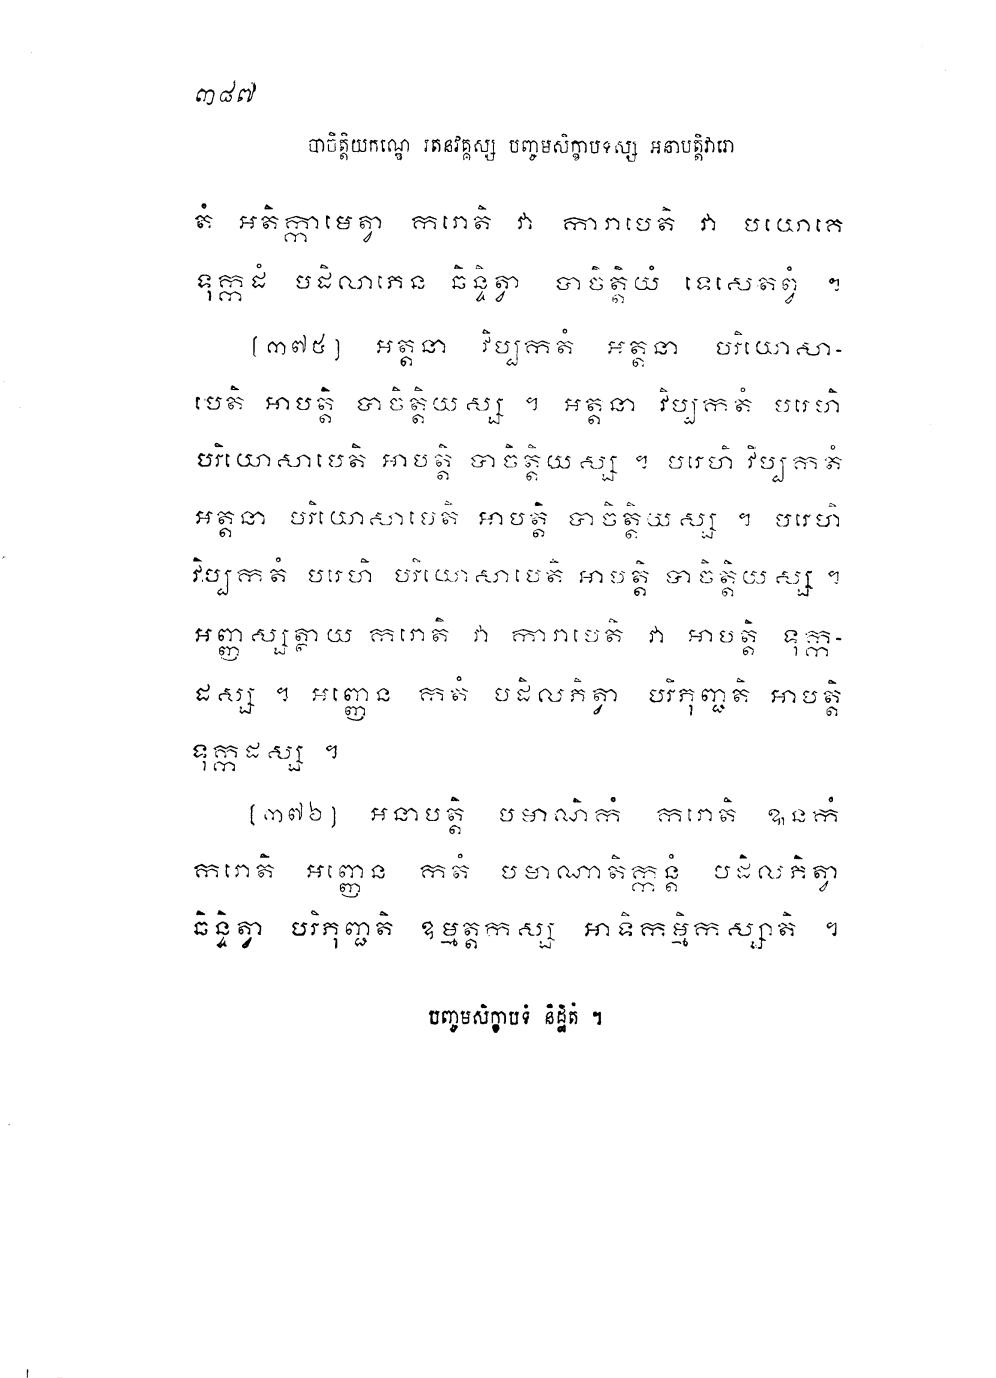 ៣៨៧
បាចិត្តិយកណ្ឌេ រតនវគ្គស្ស បញ្ចមសិក្ខាបទស្ស អនាបត្តិវារោ
តំ អតិក្កាមេត្វា ករោតិ វា ការាបេតិ វា បយោគេ
ទុក្កដំ បដិលាភេន ឆិន្ទិត្វា បាចិត្តិយំ ទេសេតព្វំ ។
[៣៧៥] អត្តនា វិប្បកតំ អត្តនា បរិយោសា-
បេតិ អាបត្តិ បាចិត្តិយស្ស ។ អត្តនា វិប្បកតំ បរេហិ
បរិយោសាបេតិ អាបត្តិ បាចិត្តិយស្ស ។ បរេហិ វិប្បកតំ
អត្តនា បរិយោសាបេតិ អាបត្តិ បាចិត្តិយស្ស ។ បរេហិ
វិប្បកតំ បរេហិ បរិយោសាបេតិ អាបត្តិ បាចិត្តិយស្ស ។
អញ្ញស្សត្ថាយ ករោតិ វា ការាបេតិ វា អាបត្តិ ទុក្ក-
ដស្ស ។ អញ្ញេន កតំ បដិលភិត្វា បរិភុញ្ជតិ អាបត្តិ
ទុក្កដស្ស ។
[៣៧៦] អនាបត្តិ បមាណិកំ ករោតិ ឩនកំ
ករោតិ អញ្ញេន កតំ បមាណាតិក្កន្តំ បដិលភិត្វា
ឆិន្ទិត្វា បរិភុញ្ជតិ ឧម្មត្តកស្ស អាទិកម្មិកស្សាតិ ។
បញ្ចមសិក្ខាបទំ និដ្ឋិតំ ។